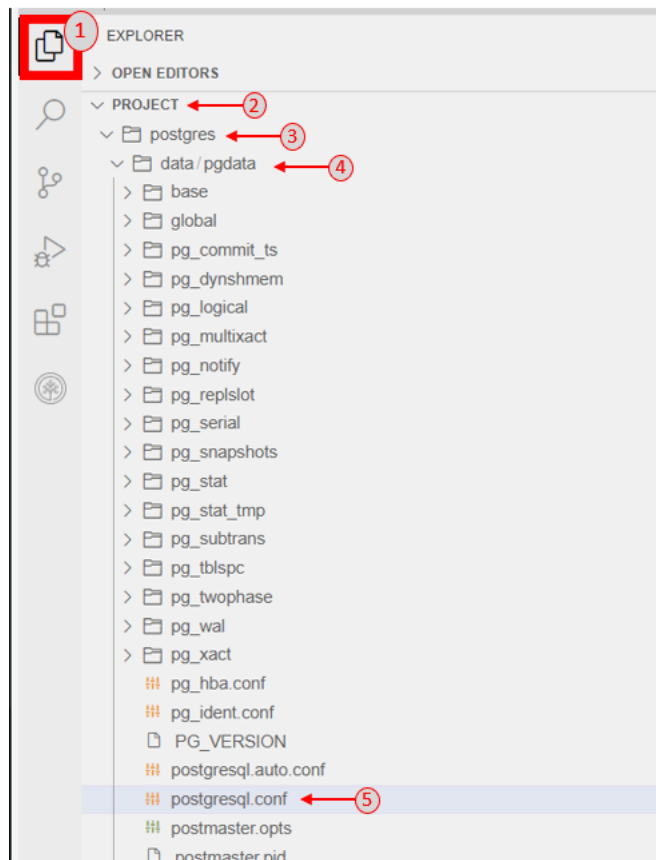 1
EXPLORER
OPEN EDITORS
PROJECT 2
postgres 3
data/pgdata 4
base
global
pg_commit_ts
pg_dynshmem
pg_logical
pg_multixact
pg_notify
pg_replslot
pg_serial
pg_snapshots
pg_stat
pg_stat_tmp
pg_subtrans
pg_tblspc
pg_twophase
pg_wal
pg_xact
pg_hba.conf
pg_ident.conf
PG_VERSION
postgresql.auto.conf
postgresql.conf 5
postmaster.opts
postmaster.pid